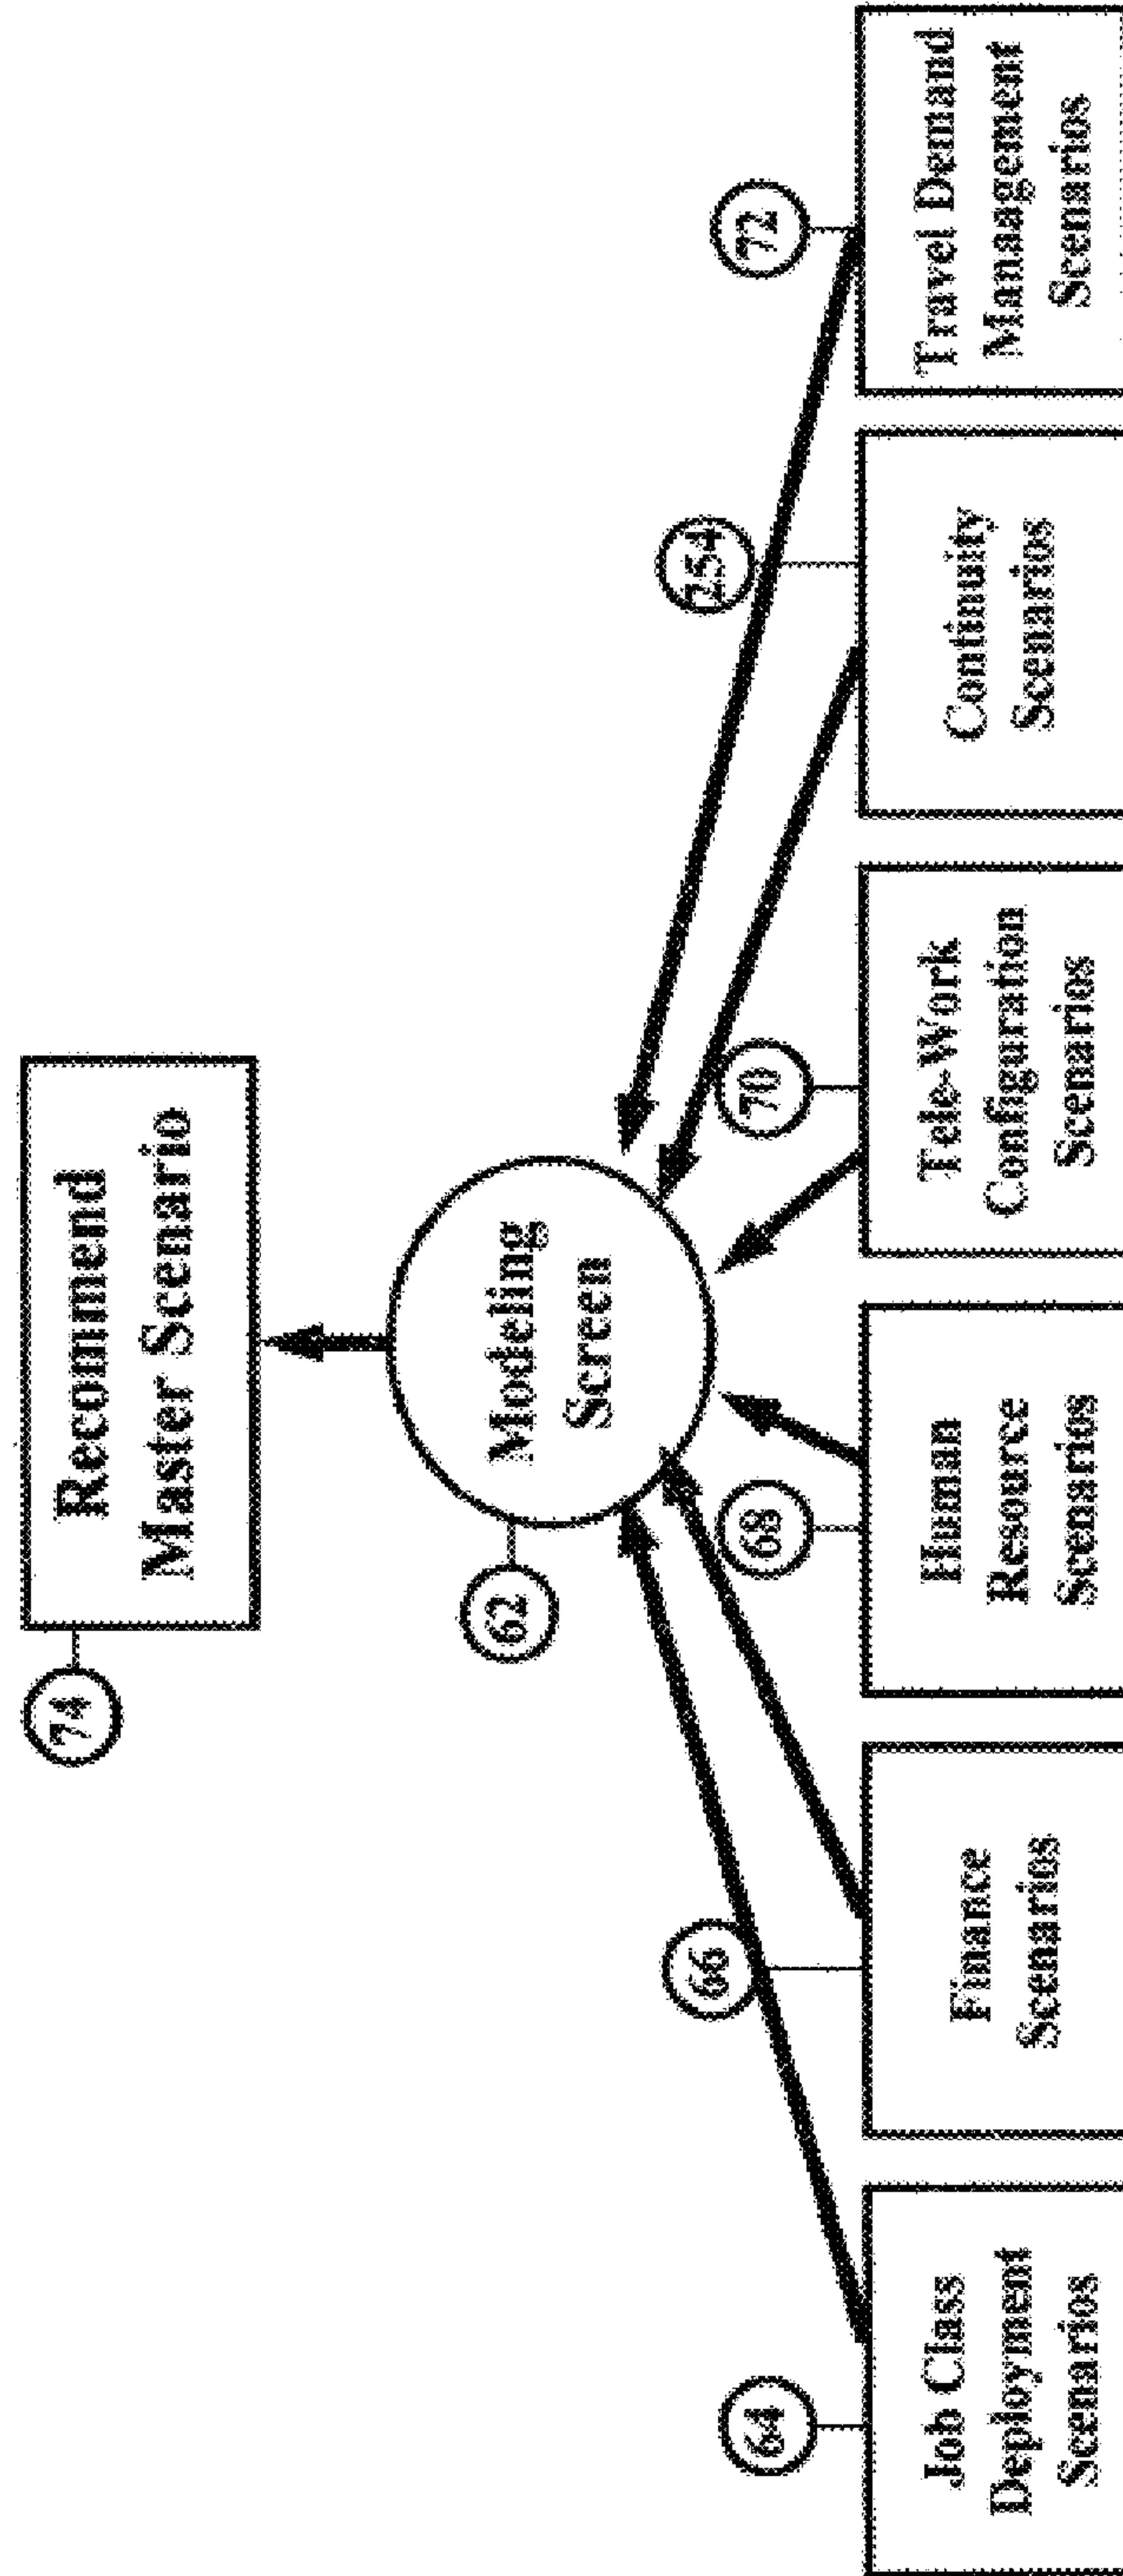 74
Recommend
Master Scenario
62
Modeling
Screen
64
66
68
70
254
72
Job Class
Deployment
Scenarios
Finance
Scenarios
Human
Resource
Scenarios
Tele-Work
Configuration
Scenarios
Continuity
Scenarios
Travel Demand
Management
Scenarios